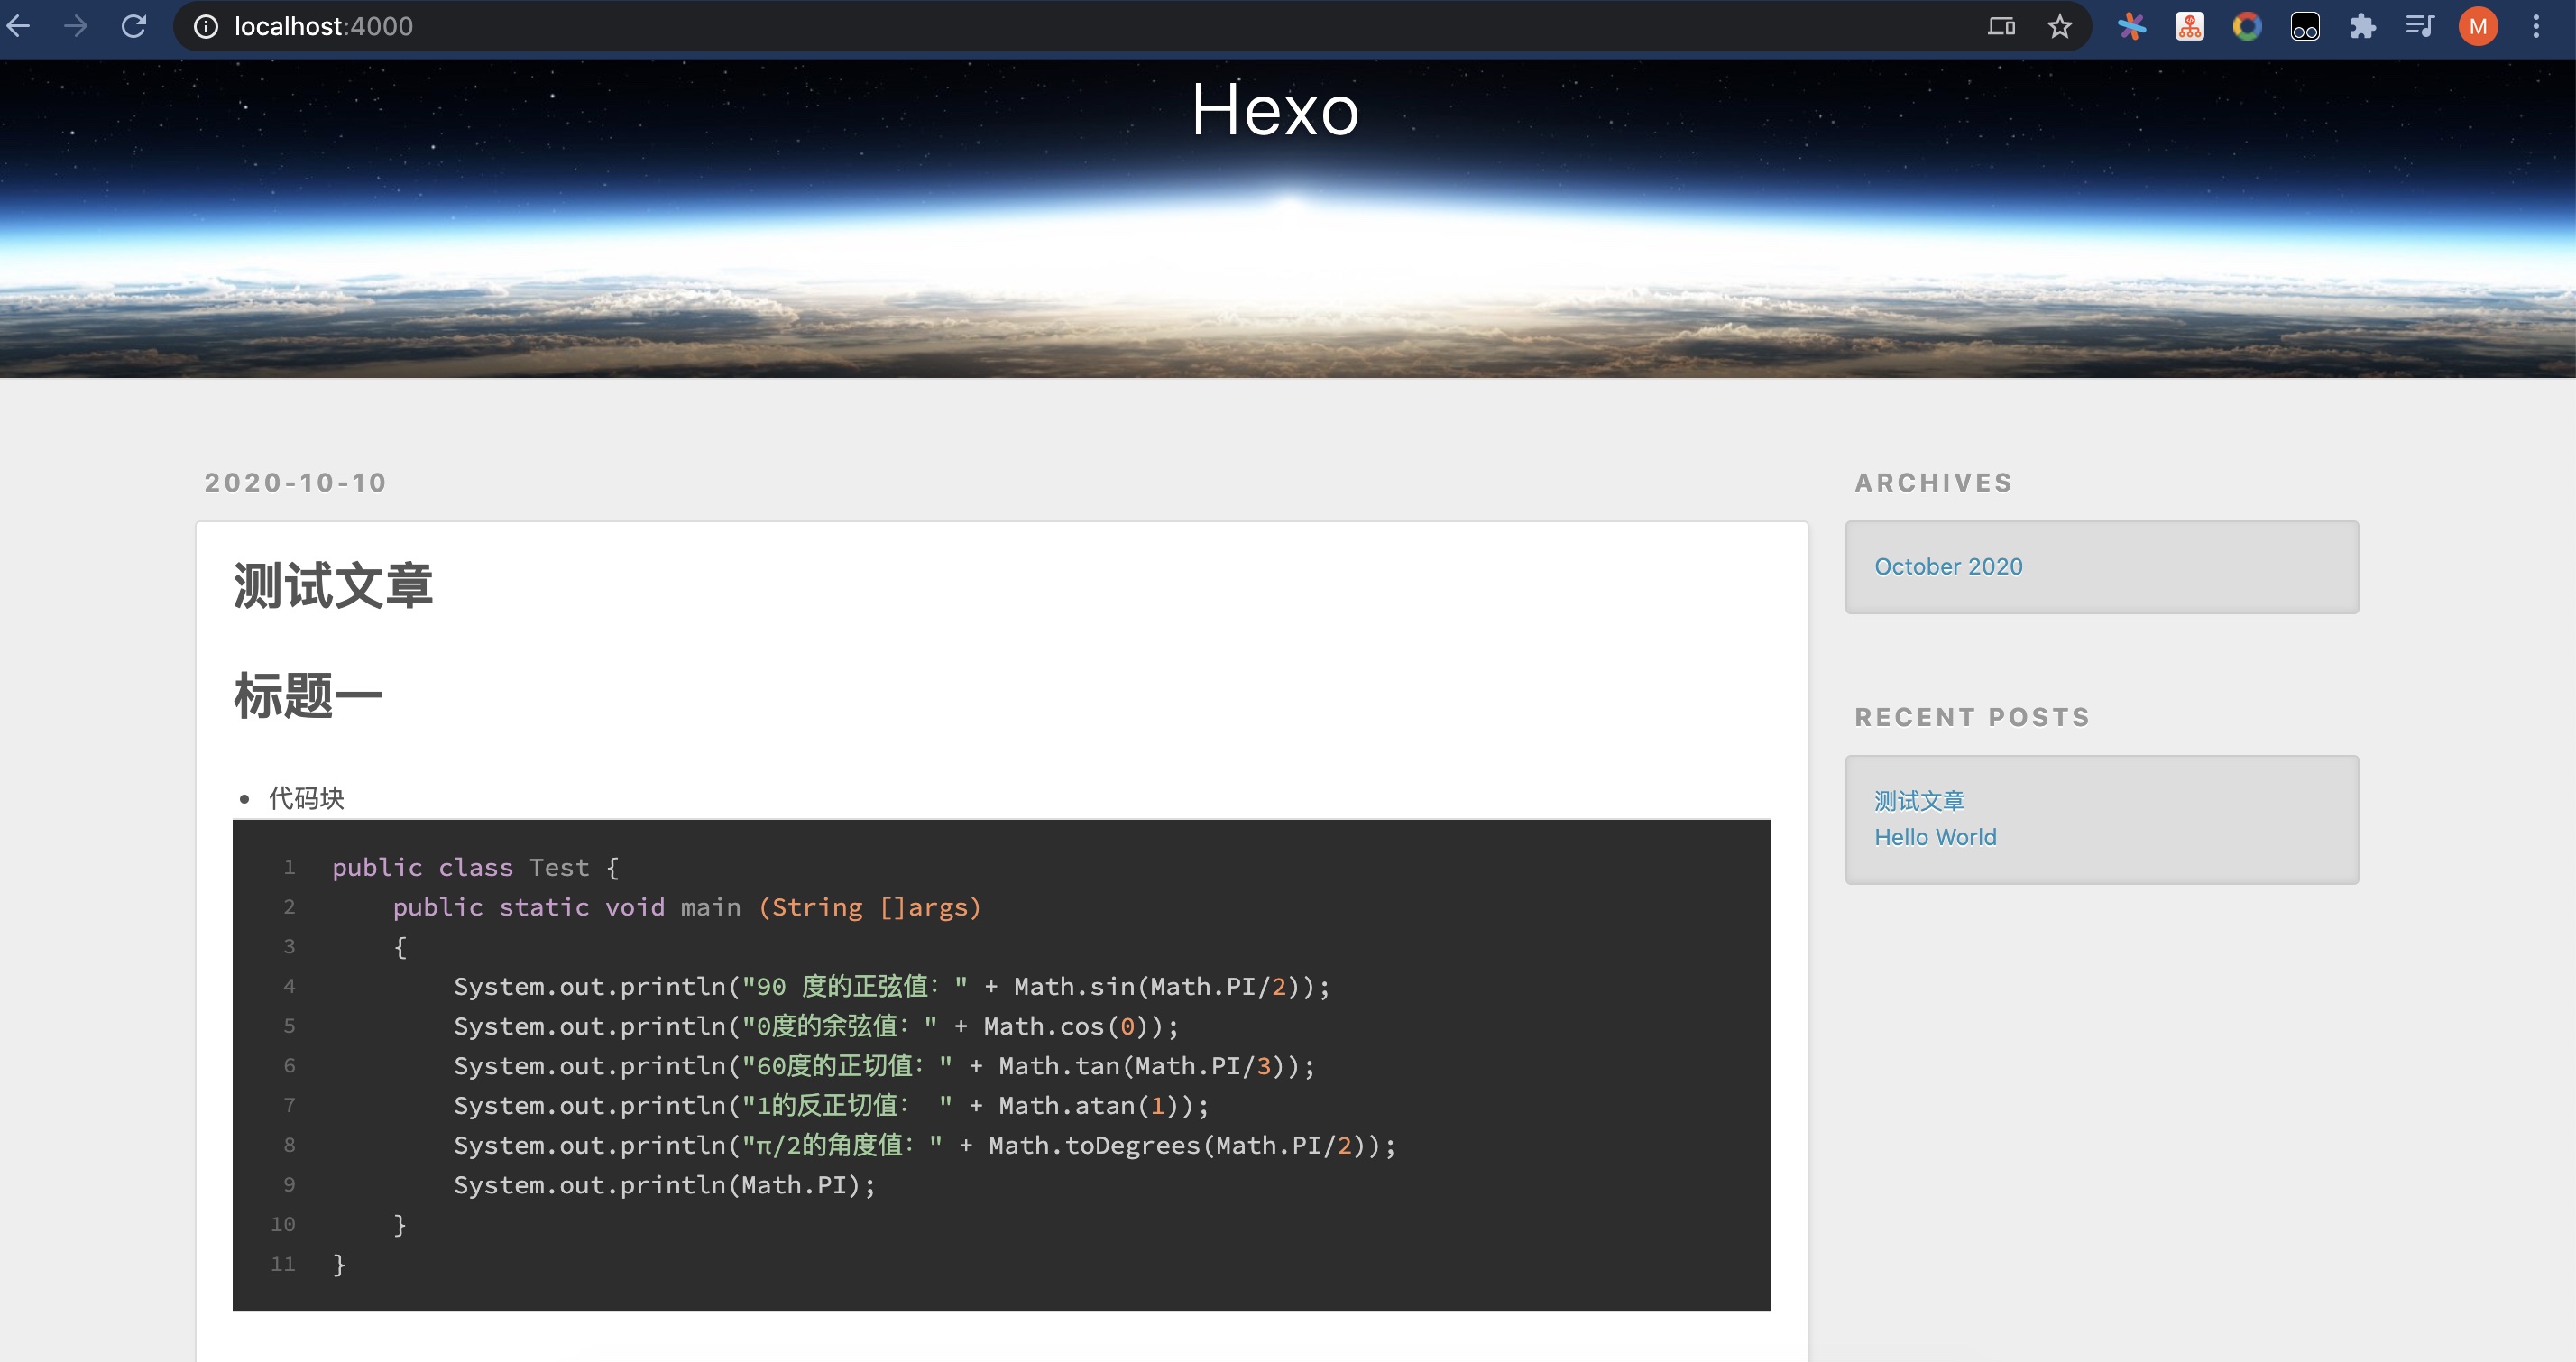 localhost:4000
M
Hexo
2020-10-10
测试文章
标题一
• 代码块
1 public class Test {
2     public static void main (String []args)
3     {
4         System.out.println("90 度的正弦值：" + Math.sin(Math.PI/2));
5         System.out.println("0度的余弦值：" + Math.cos(0));
6         System.out.println("60度的正切值：" + Math.tan(Math.PI/3));
7         System.out.println("1的反正切值： " + Math.atan(1));
8         System.out.println("π/2的角度值：" + Math.toDegrees(Math.PI/2));
9         System.out.println(Math.PI);
10     }
11 }
ARCHIVES
October 2020
RECENT POSTS
测试文章
Hello World